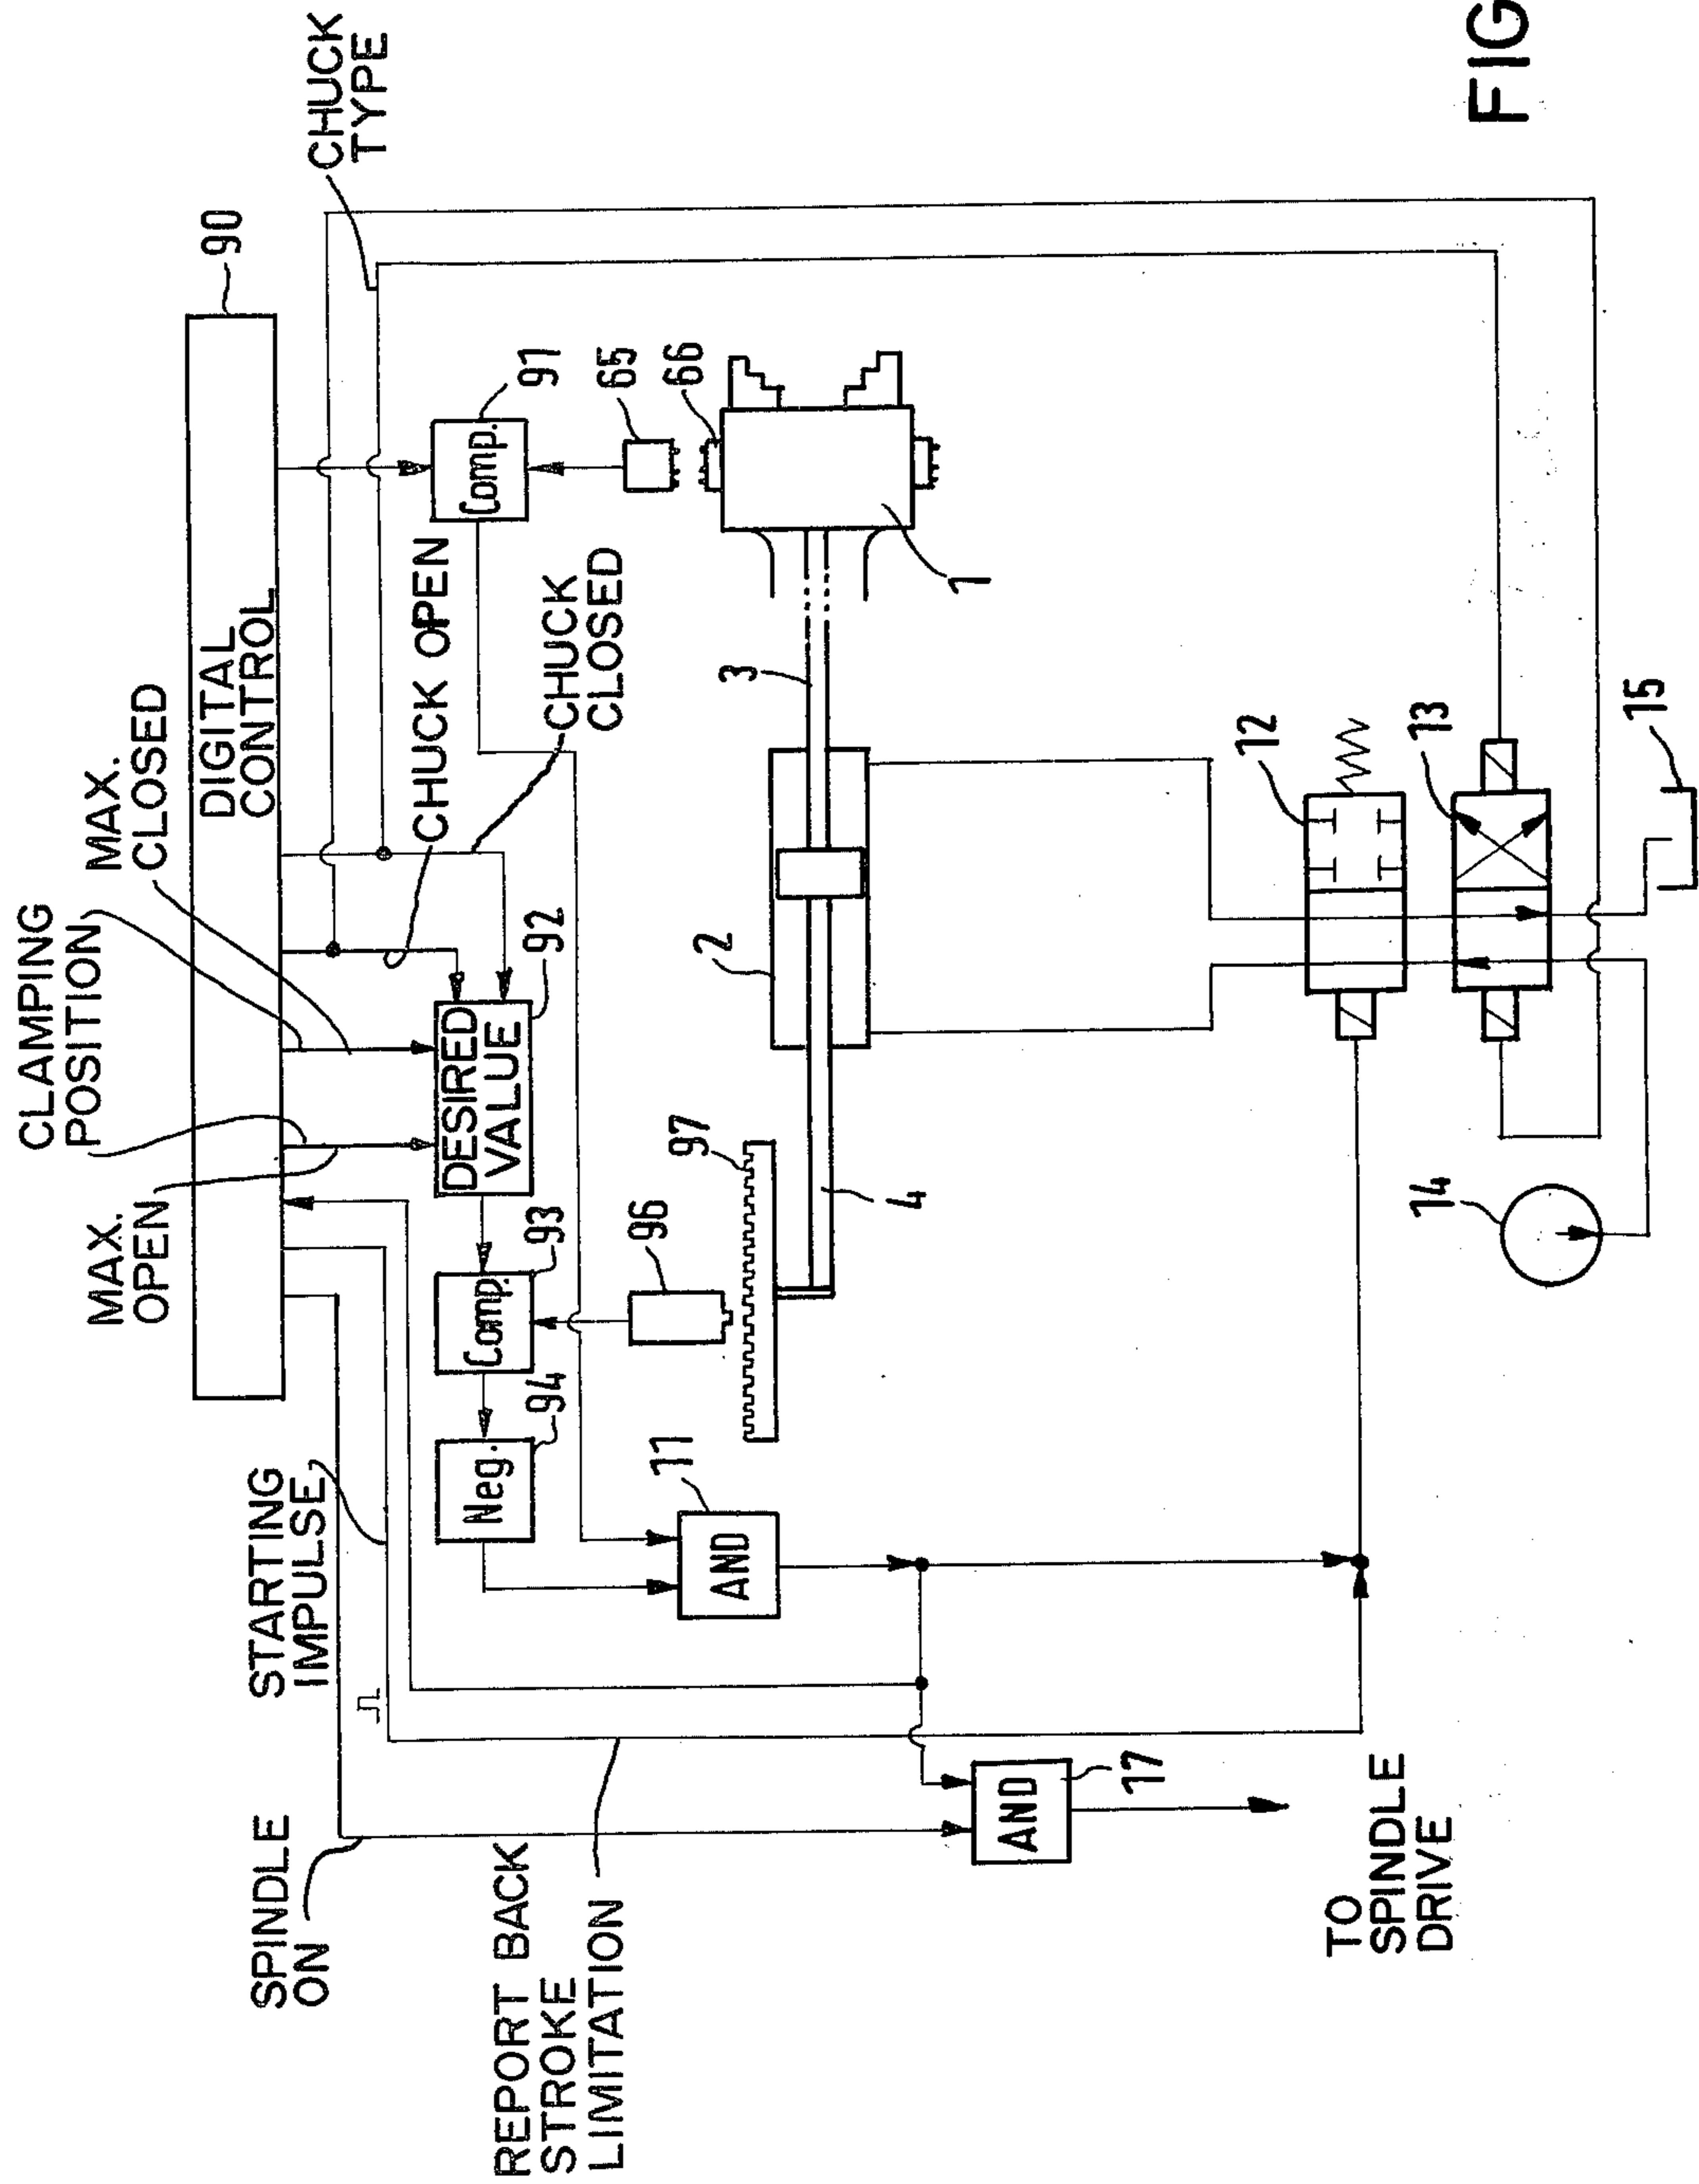 CLAMPING
POSITION
MAX.
OPEN
MAX.
CLOSED
DIGITAL
CONTROL
90
CHUCK
TYPE
STARTING
IMPULSE
SPINDLE
ON
CHUCK OPEN
CHUCK
CLOSED
Neg.
94
Comp.
93
DESIRED
VALUE
92
Comp.
91
REPORT BACK
STROKE
LIMITATION
AND
11
96
97
65
66
2
3
4
1
AND
17
TO
SPINDLE
DRIVE
12
13
14
15
FIG